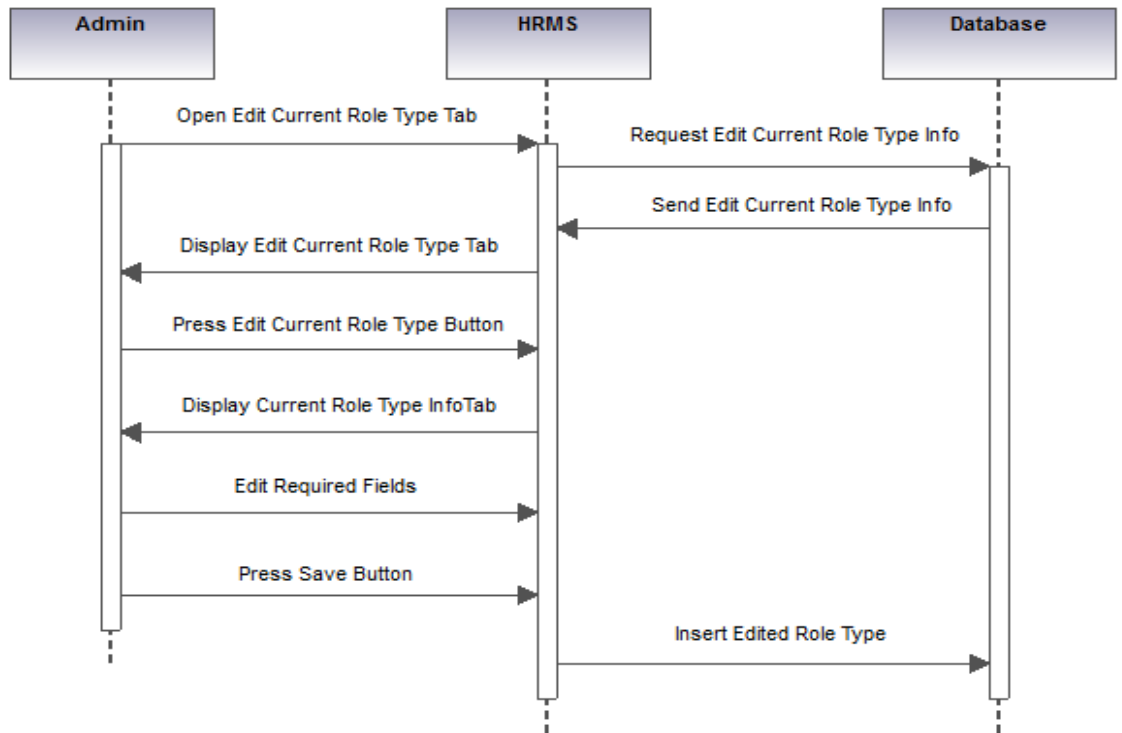 Admin
HRMS
Database
Open Edit Current Role Type Tab
Request Edit Current Role Type Info
Send Edit Current Role Type Info
Display Edit Current Role Type Tab
Press Edit Current Role Type Button
Display Current Role Type InfoTab
Edit Required Fields
Press Save Button
Insert Edited Role Type